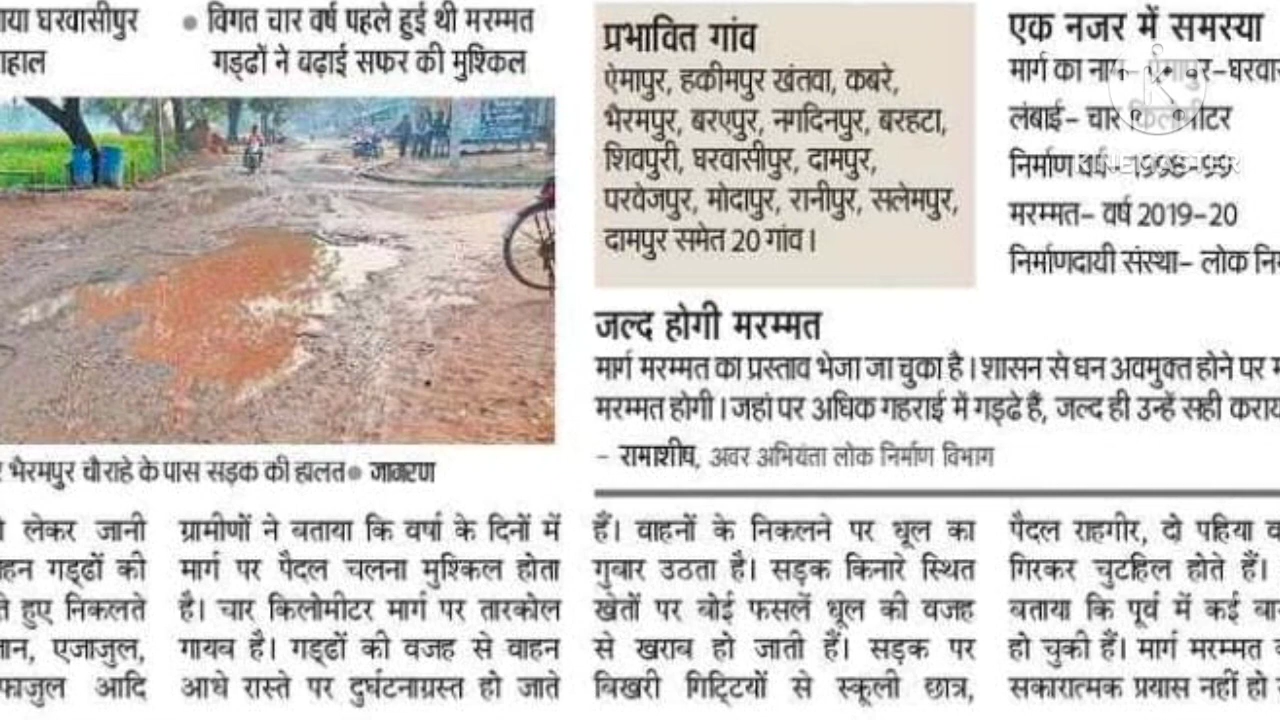 या घरवासीपुर
ाहाल
• विगत चार वर्ष पहले हुई थी मरम्मत
गड्ढों ने बढ़ाई सफर की मुश्किल
भैरमपुर चौराहे के पास सड़क की हालत• जागरण
प्रभावित गांव
ऐमापुर, हकीमपुर खंतवा, कबरे,
भैरमपुर, बरएपुर, नगदिनपुर, बरहटा,
शिवपुरी, घरवासीपुर, दामपुर,
परवेजपुर, मोदापुर, रानीपुर, सलेमपुर,
दामपुर समेत 20 गांव।
एक नजर में समस्या
मार्ग का नाम-
लंबाई- चार किलोमीटर
निर्माण वर्ष- 1998-99
मरम्मत- वर्ष 2019-20
निर्माणदायी संस्था- लोक
KINEMASTER
जल्द होगी मरम्मत
मार्ग मरम्मत का प्रस्ताव भेजा जा चुका है। शासन से धन अवमुक्त होने पर
मरम्मत होगी। जहां पर अधिक गहराई में गड्ढे हैं, जल्द ही उन्हें सही
- रामाशीष, अवर अभियंता लोक निर्माण विभाग
लेकर जानी
गड्ढों को
हुए निकलते
एजाजुल,
आदि
ग्रामीणों ने बताया कि वर्षा के दिनों में
मार्ग पर पैदल चलना मुश्किल होता
है। चार किलोमीटर मार्ग पर तारकोल
गायब है। गड्ढों की वजह से वाहन
आधे रास्ते पर दुर्घटनाग्रस्त हो जाते
हैं। वाहनों के निकलने पर धूल का
गुबार उठता है। सड़क किनारे स्थित
खेतों पर बोई फसलें धूल की वजह
से खराब हो जाती हैं। सड़क पर
बिखरी गिट्टियों से स्कूली छात्र,
पैदल राहगीर, दो पहिया
गिरकर चुटहिल होते हैं।
बताया कि पूर्व में कई
हो चुकी हैं। मार्ग मरम्मत
सकारात्मक प्रयास नहीं हो